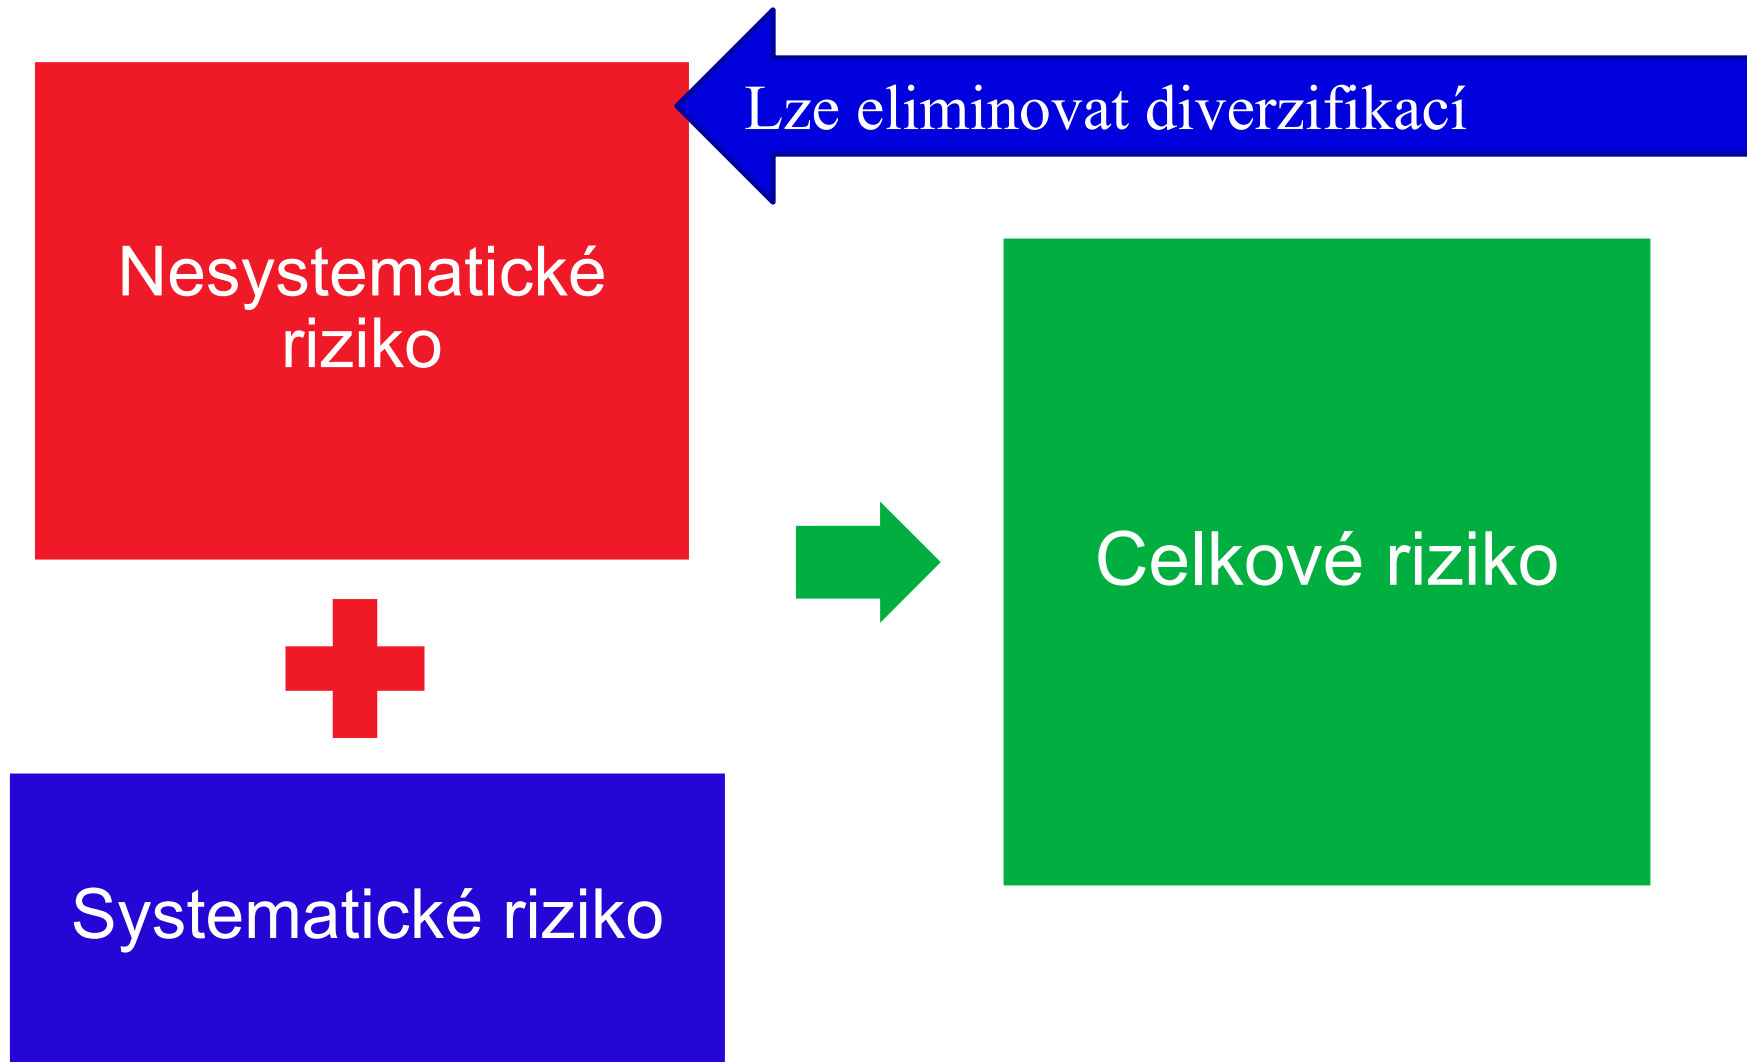 Lze eliminovat diverzifikací
Nesystematické
riziko
Celkové riziko
Systematické riziko